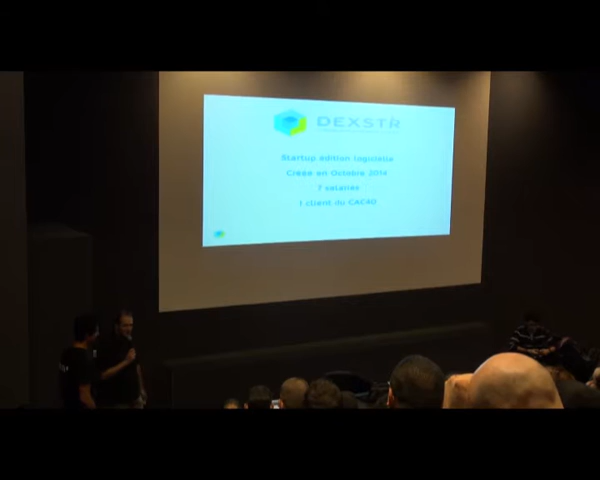 DEXSTR
Startup édition logicielle
Créée en Octobre 2014
7 salariés
1 client du CAC40